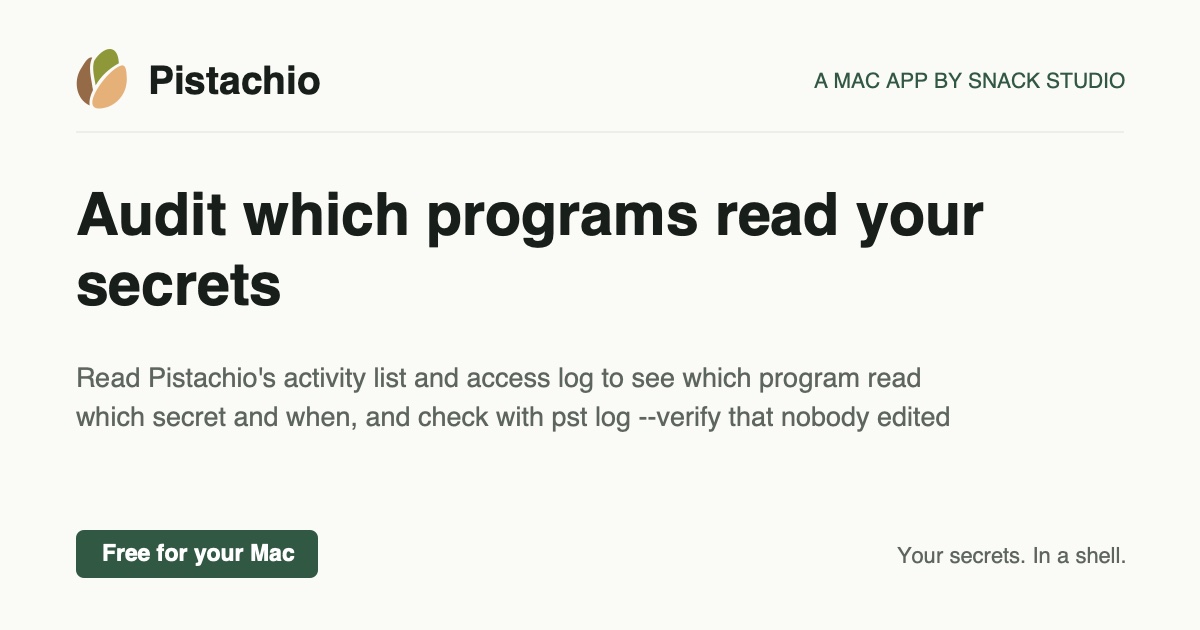 Pistachio
A MAC APP BY SNACK STUDIO
Audit which programs read your
secrets
Read Pistachio's activity list and access log to see which program read
which secret and when, and check with pst log --verify that nobody edited
Free for your Mac
Your secrets. In a shell.